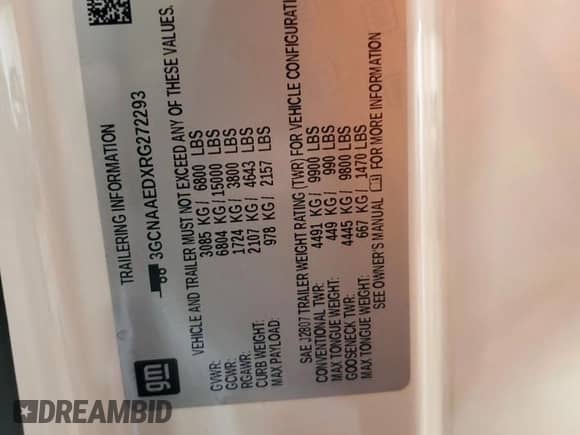 gm
TRAILERING INFORMATION
3GCNAAEDXRG272293
VEHICLE AND TRAILER MUST NOT EXCEED ANY OF THESE VALUES.
GVWR: 3085 KG/ 6800 LBS
GCWR: 6804 KG/ 15000 LBS
RGAWR: 1724 KG/ 3800 LBS
CURB WEIGHT: 2107 KG/ 4643 LBS
MAX PAYLOAD: 978 KG/ 2157 LBS
SAE J2807 TRAILER WEIGHT RATING (TWR) FOR VEHICLE CONFIGURATION
CONVENTIONAL TWR: 4491 KG/ 9900 LBS
MAX TONGUE WEIGHT: 449 KG/ 990 LBS
GOOSENECK TWR: 4445 KG/ 9800 LBS
MAX TONGUE WEIGHT: 667 KG/ 1470 LBS
SEE OWNER'S MANUAL FOR MORE INFORMATION
DREAMBID